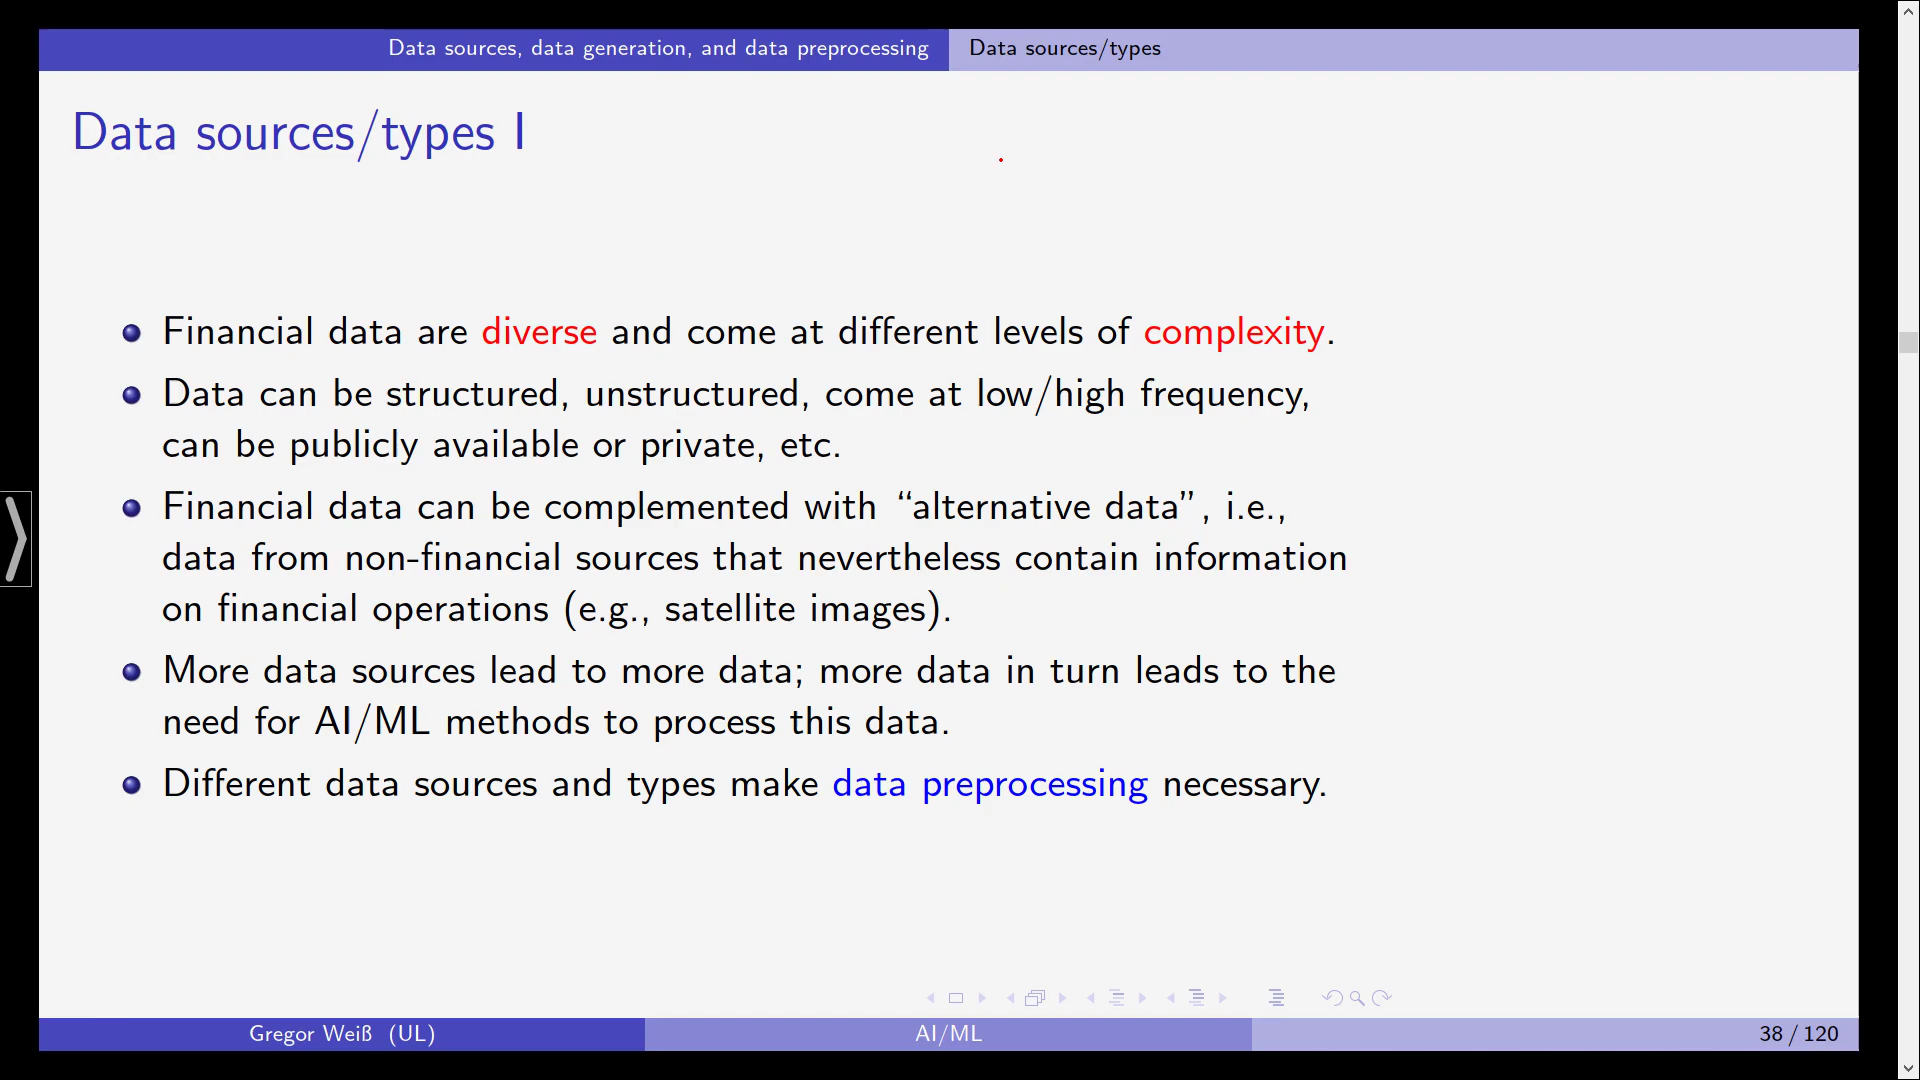 Data sources, data generation, and data preprocessing Data sources/types
Data sources/types I
Financial data are diverse and come at different levels of complexity.
Data can be structured, unstructured, come at low/high frequency,
can be publicly available or private, etc.
Financial data can be complemented with “alternative data”, i.e.,
data from non-financial sources that nevertheless contain information
on financial operations (e.g., satellite images).
More data sources lead to more data; more data in turn leads to the
need for AI/ML methods to process this data.
Different data sources and types make data preprocessing necessary.
Gregor Weiß (UL) AI/ML 38 / 120